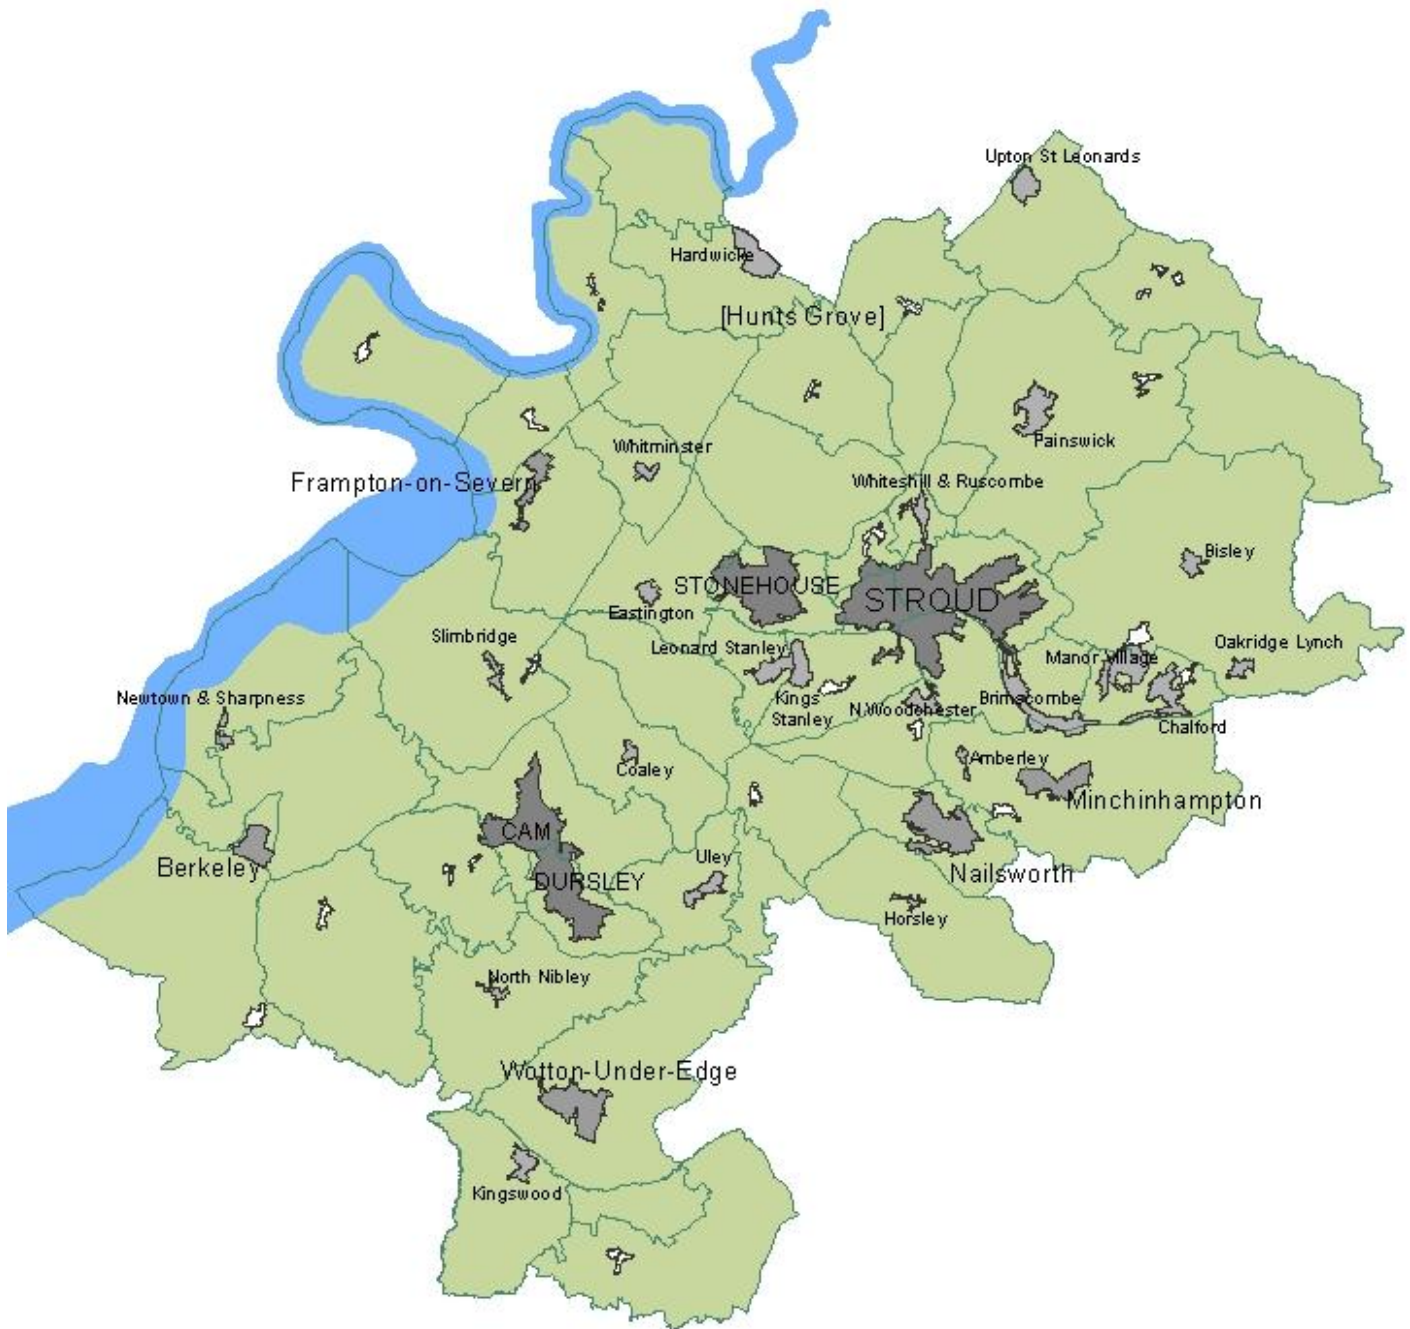 Upton St Leonards
Hardwicke
[Hunts Grove]
Painswick
Whitminster
Frampton-on-Severn
Whiteshill & Ruscombe
Bisley
STONEHOUSE
STROUD
Eastington
Slimbridge
Leonard Stanley
Oakridge Lynch
Manor Village
Newtown & Sharpness
Kings
Stanley
N.Woodchester
Brimscombe
Chalford
Amberley
Coaley
Minchinhampton
CAM
Uley
Berkeley
Nailsworth
DURSLEY
Horsley
North Nibley
Wotton-Under-Edge
Kingswood